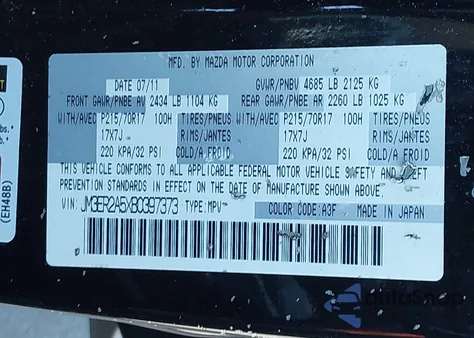 MFD. BY MAZDA MOTOR CORPORATION
DATE 07/11 GVWR/PNBV 4685 LB 2125 KG
FRONT GAWR/PNBE AV 2434 LB 1104 KG REAR GAWR/PNBE AR 2260 LB 1025 KG
WITH/AVEC P215/70R17 100H TIRES/PNEUS WITH/AVEC P215/70R17 100H TIRES/PNEUS
17X7J RIMS/JANTES 17X7J RIMS/JANTES
220 KPA/32 PSI COLD/A FROID 220 KPA/32 PSI COLD/A FROID
THIS VEHICLE CONFORMS TO ALL APPLICABLE FEDERAL MOTOR VEHICLE SAFETY AND THEFT
PREVENTION STANDARDS IN EFFECT ON THE DATE OF MANUFACTURE SHOWN ABOVE.
VIN: JM3ER2A5XB0397373 TYPE:MPV COLOR CODE:A3F MADE IN JAPAN
(EH48B)
autoSnap